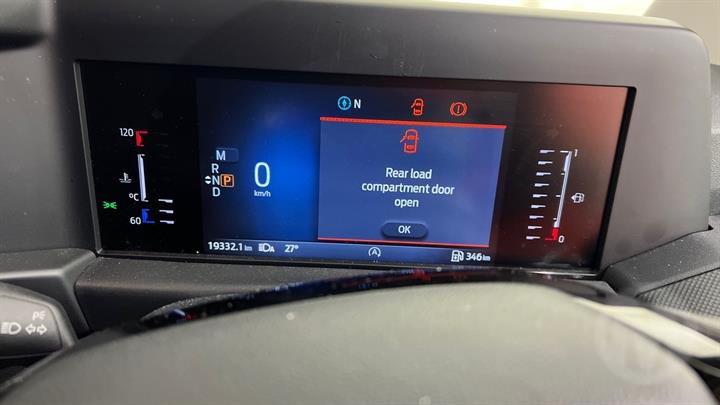 N
120
°C
60
M
R
N
P
D
0
km/h
Rear load
compartment door
open
OK
1
0
19332.1 km
A
27°
A
346 km